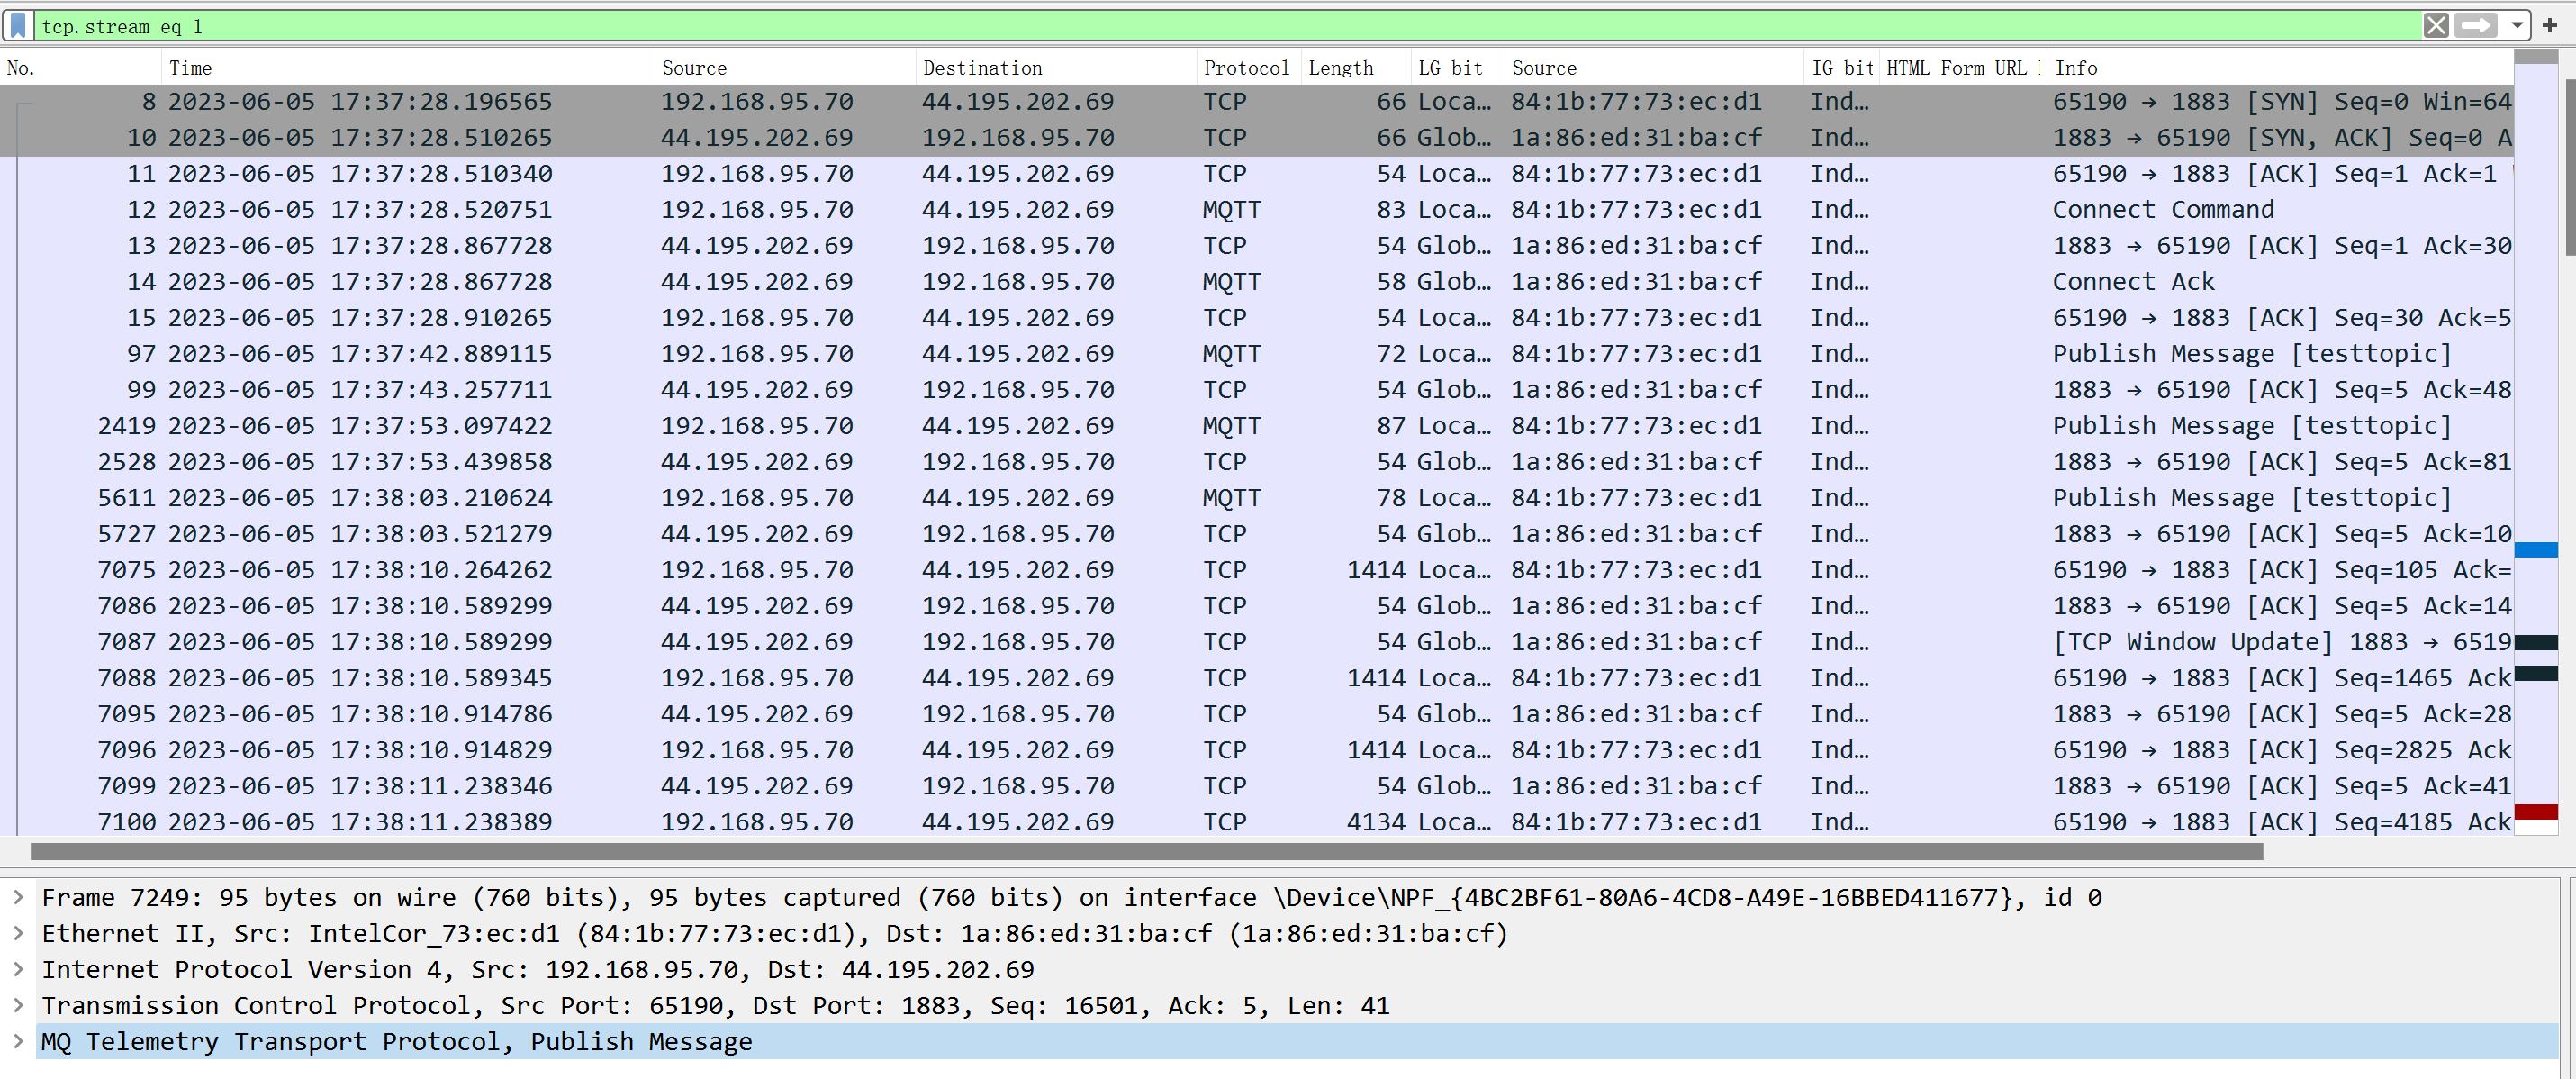 tcp.stream eq 1
No. Time Source Destination Protocol Length LG bit Source IG bit HTML Form URL Info
8 2023-06-05 17:37:28.196565 192.168.95.70 44.195.202.69 TCP 66 Loca… 84:1b:77:73:ec:d1 Ind… 65190 → 1883 [SYN] Seq=0 Win=64
10 2023-06-05 17:37:28.510265 44.195.202.69 192.168.95.70 TCP 66 Glob… 1a:86:ed:31:ba:cf Ind… 1883 → 65190 [SYN, ACK] Seq=0 A
11 2023-06-05 17:37:28.510340 192.168.95.70 44.195.202.69 TCP 54 Loca… 84:1b:77:73:ec:d1 Ind… 65190 → 1883 [ACK] Seq=1 Ack=1
12 2023-06-05 17:37:28.520751 192.168.95.70 44.195.202.69 MQTT 83 Loca… 84:1b:77:73:ec:d1 Ind… Connect Command
13 2023-06-05 17:37:28.867728 44.195.202.69 192.168.95.70 TCP 54 Glob… 1a:86:ed:31:ba:cf Ind… 1883 → 65190 [ACK] Seq=1 Ack=30
14 2023-06-05 17:37:28.867728 44.195.202.69 192.168.95.70 MQTT 58 Glob… 1a:86:ed:31:ba:cf Ind… Connect Ack
15 2023-06-05 17:37:28.910265 192.168.95.70 44.195.202.69 TCP 54 Loca… 84:1b:77:73:ec:d1 Ind… 65190 → 1883 [ACK] Seq=30 Ack=5
97 2023-06-05 17:37:42.889115 192.168.95.70 44.195.202.69 MQTT 72 Loca… 84:1b:77:73:ec:d1 Ind… Publish Message [testtopic]
99 2023-06-05 17:37:43.257711 44.195.202.69 192.168.95.70 TCP 54 Glob… 1a:86:ed:31:ba:cf Ind… 1883 → 65190 [ACK] Seq=5 Ack=48
2419 2023-06-05 17:37:53.097422 192.168.95.70 44.195.202.69 MQTT 87 Loca… 84:1b:77:73:ec:d1 Ind… Publish Message [testtopic]
2528 2023-06-05 17:37:53.439858 44.195.202.69 192.168.95.70 TCP 54 Glob… 1a:86:ed:31:ba:cf Ind… 1883 → 65190 [ACK] Seq=5 Ack=81
5611 2023-06-05 17:38:03.210624 192.168.95.70 44.195.202.69 MQTT 78 Loca… 84:1b:77:73:ec:d1 Ind… Publish Message [testtopic]
5727 2023-06-05 17:38:03.521279 44.195.202.69 192.168.95.70 TCP 54 Glob… 1a:86:ed:31:ba:cf Ind… 1883 → 65190 [ACK] Seq=5 Ack=10
7075 2023-06-05 17:38:10.264262 192.168.95.70 44.195.202.69 TCP 1414 Loca… 84:1b:77:73:ec:d1 Ind… 65190 → 1883 [ACK] Seq=105 Ack=
7086 2023-06-05 17:38:10.589299 44.195.202.69 192.168.95.70 TCP 54 Glob… 1a:86:ed:31:ba:cf Ind… 1883 → 65190 [ACK] Seq=5 Ack=14
7087 2023-06-05 17:38:10.589299 44.195.202.69 192.168.95.70 TCP 54 Glob… 1a:86:ed:31:ba:cf Ind… [TCP Window Update] 1883 → 6519
7088 2023-06-05 17:38:10.589345 192.168.95.70 44.195.202.69 TCP 1414 Loca… 84:1b:77:73:ec:d1 Ind… 65190 → 1883 [ACK] Seq=1465 Ack
7095 2023-06-05 17:38:10.914786 44.195.202.69 192.168.95.70 TCP 54 Glob… 1a:86:ed:31:ba:cf Ind… 1883 → 65190 [ACK] Seq=5 Ack=28
7096 2023-06-05 17:38:10.914829 192.168.95.70 44.195.202.69 TCP 1414 Loca… 84:1b:77:73:ec:d1 Ind… 65190 → 1883 [ACK] Seq=2825 Ack
7099 2023-06-05 17:38:11.238346 44.195.202.69 192.168.95.70 TCP 54 Glob… 1a:86:ed:31:ba:cf Ind… 1883 → 65190 [ACK] Seq=5 Ack=41
7100 2023-06-05 17:38:11.238389 192.168.95.70 44.195.202.69 TCP 4134 Loca… 84:1b:77:73:ec:d1 Ind… 65190 → 1883 [ACK] Seq=4185 Ack
Frame 7249: 95 bytes on wire (760 bits), 95 bytes captured (760 bits) on interface \Device\NPF_{4BC2BF61-80A6-4CD8-A49E-16BBED411677}, id 0
Ethernet II, Src: IntelCor_73:ec:d1 (84:1b:77:73:ec:d1), Dst: 1a:86:ed:31:ba:cf (1a:86:ed:31:ba:cf)
Internet Protocol Version 4, Src: 192.168.95.70, Dst: 44.195.202.69
Transmission Control Protocol, Src Port: 65190, Dst Port: 1883, Seq: 16501, Ack: 5, Len: 41
MQ Telemetry Transport Protocol, Publish Message